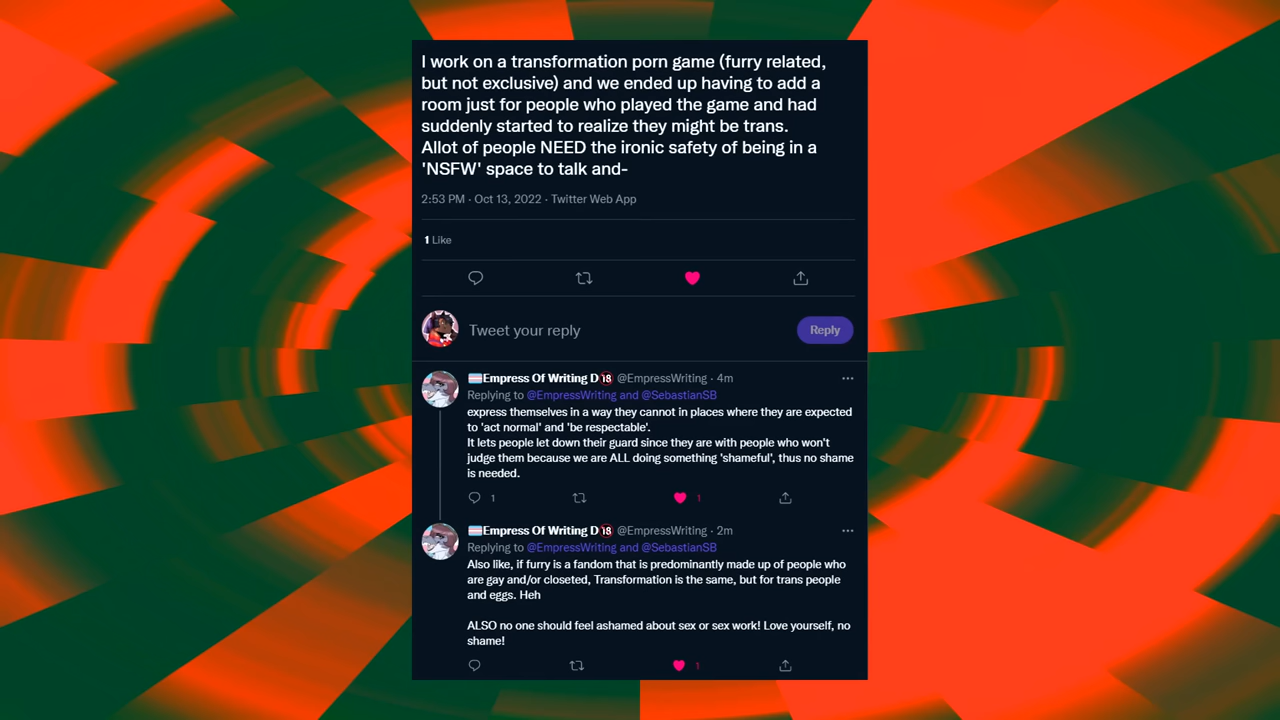 I work on a transformation porn game (furry related,
but not exclusive) and we ended up having to add a
room just for people who played the game and had
suddenly started to realize they might be trans.
Allot of people NEED the ironic safety of being in a
'NSFW' space to talk and-
2:53 PM · Oct 13, 2022 · Twitter Web App
1 Like
Tweet your reply
Reply
Empress Of Writing D🔞 @EmpressWriting · 4m
Replying to @EmpressWriting and @SebastianSB
express themselves in a way they cannot in places where they are expected
to 'act normal' and 'be respectable'.
It lets people let down their guard since they are with people who won't
judge them because we are ALL doing something 'shameful', thus no shame
is needed.
1 1
Empress Of Writing D🔞 @EmpressWriting · 2m
Replying to @EmpressWriting and @SebastianSB
Also like, if furry is a fandom that is predominantly made up of people who
are gay and/or closeted, Transformation is the same, but for trans people
and eggs. Heh
ALSO no one should feel ashamed about sex or sex work! Love yourself, no
shame!
1